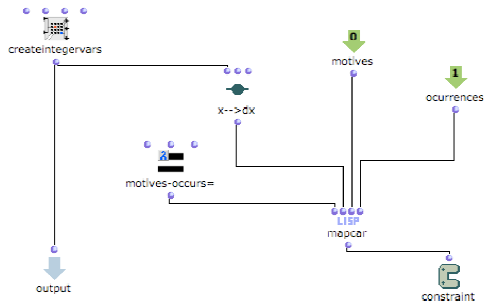 createintegervars
0
motives
1
ocurrences
x-->dx
motives-occurs=
LISP
mapcar
output
constraint